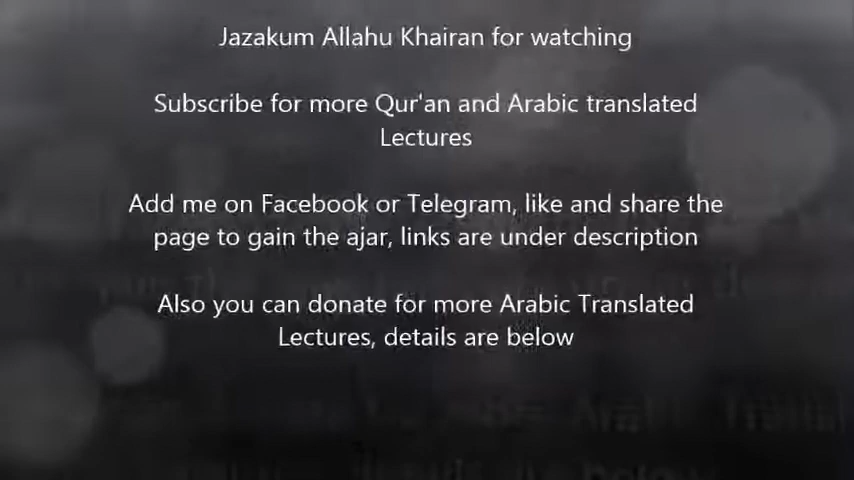 Jazakum Allahu Khairan for watching
Subscribe for more Qur'an and Arabic translated
Lectures
Add me on Facebook or Telegram, like and share the
page to gain the ajar, links are under description
Also you can donate for more Arabic Translated
Lectures, details are below